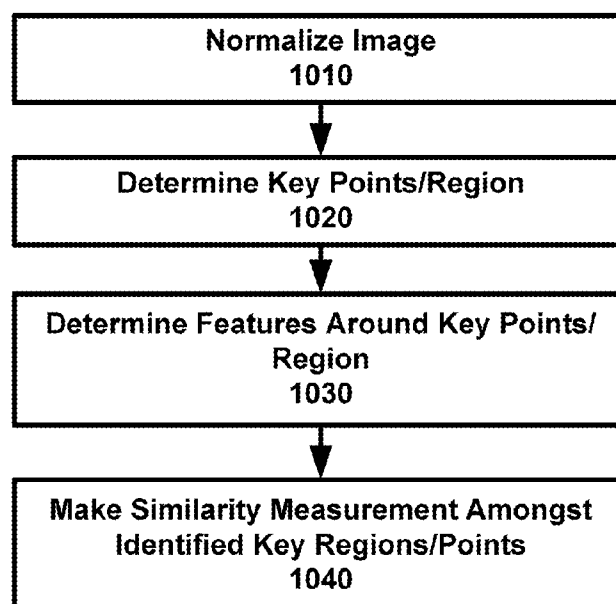 Normalize Image
1010
Determine Key Points/Region
1020
Determine Features Around Key Points/
Region
1030
Make Similarity Measurement Amongst
Identified Key Regions/Points
1040